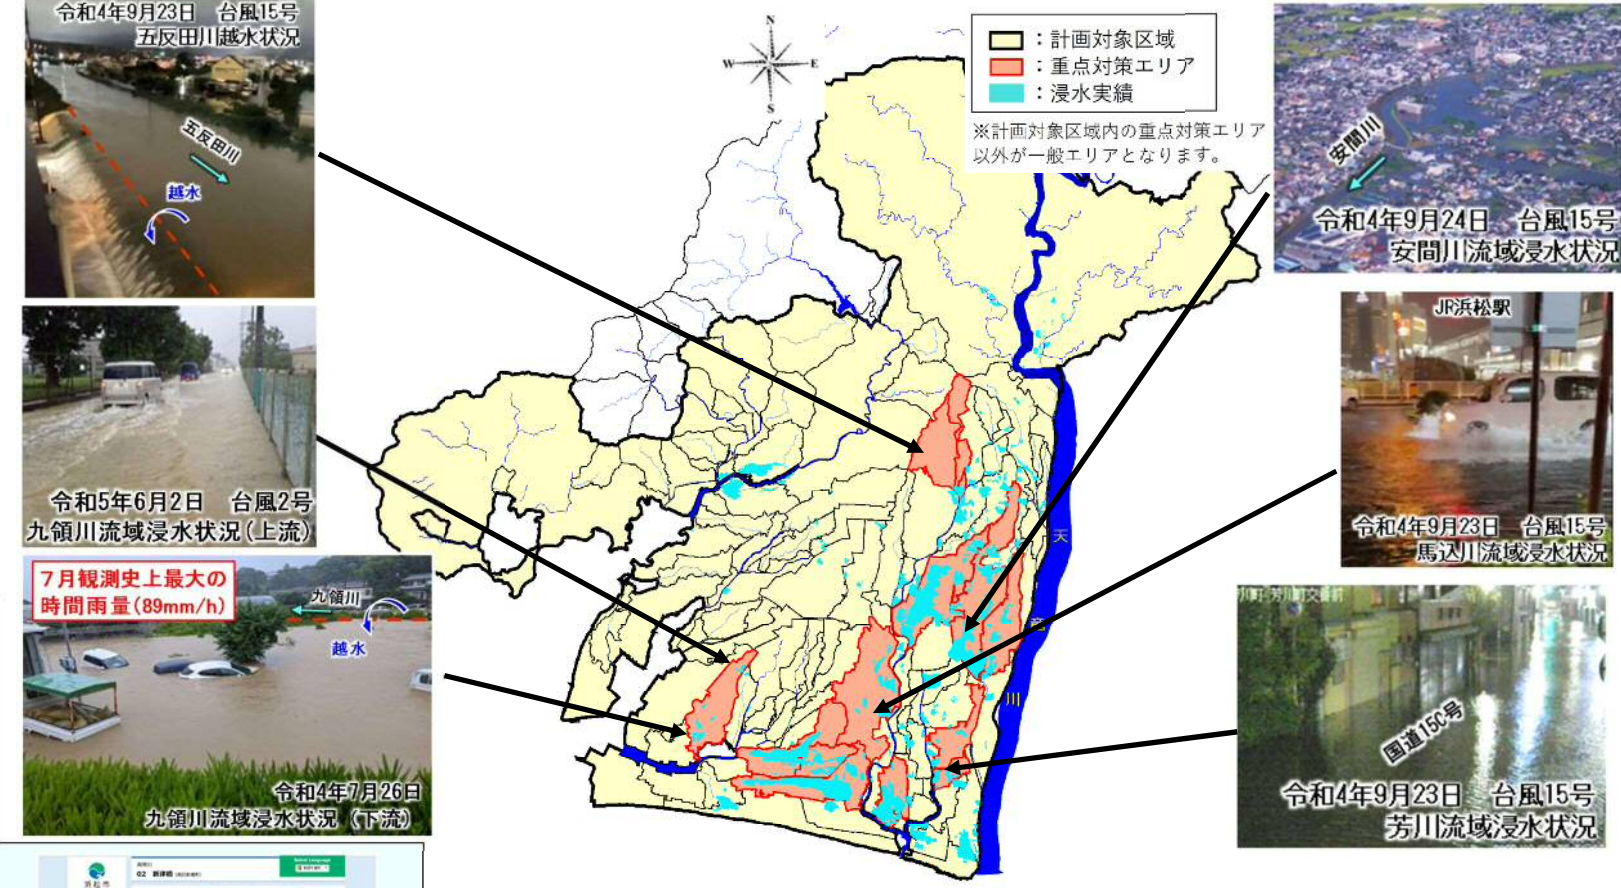 令和4年9月23日　台風15号
五反田川越水状況
五反田川
越水
令和5年6月2日　台風2号
九領川流域浸水状況(上流)
７月観測史上最大の
時間雨量(89mm/h)
九領川
越水
令和4年7月26日
九領川流域浸水状況（下流）
N
W
E
S
：計画対象区域
：重点対策エリア
：浸水実績
※計画対象区域内の重点対策エリア
以外が一般エリアとなります。
天
川
安間川
令和4年9月24日　台風15号
安間川流域浸水状況
JR浜松駅
令和4年9月23日　台風15号
馬込川流域浸水状況
国道150号
令和4年9月23日　台風15号
芳川流域浸水状況
浜松市
02
Select Language